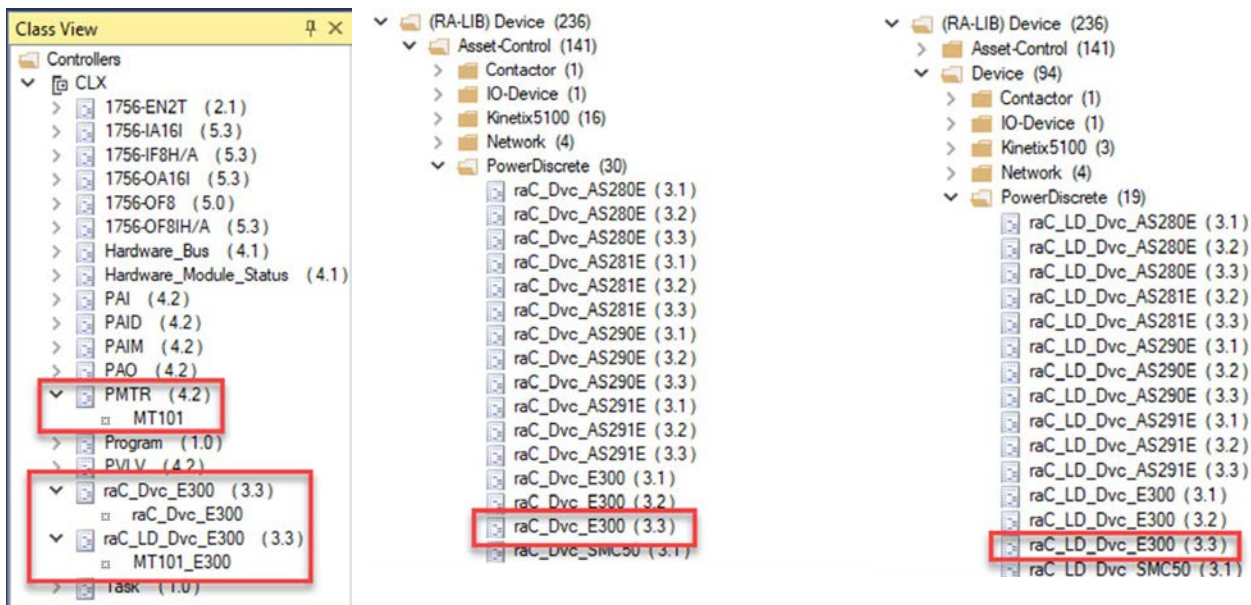 Class View
Controllers
CLX
1756-EN2T (2.1)
1756-IA16I (5.3)
1756-IF8H/A (5.3)
1756-OA16I (5.3)
1756-OF8 (5.0)
1756-OF8IH/A (5.3)
Hardware_Bus (4.1)
Hardware_Module_Status (4.1)
PAI (4.2)
PAID (4.2)
PAIM (4.2)
PAO (4.2)
PMTR (4.2)
MT101
Program (1.0)
PVLV (4.2)
raC_Dvc_E300 (3.3)
raC_Dvc_E300
raC_LD_Dvc_E300 (3.3)
MT101_E300
Task (1.0)
(RA-LIB) Device (236)
Asset-Control (141)
Contactor (1)
IO-Device (1)
Kinetix5100 (16)
Network (4)
PowerDiscrete (30)
raC_Dvc_AS280E (3.1)
raC_Dvc_AS280E (3.2)
raC_Dvc_AS280E (3.3)
raC_Dvc_AS281E (3.1)
raC_Dvc_AS281E (3.2)
raC_Dvc_AS281E (3.3)
raC_Dvc_AS290E (3.1)
raC_Dvc_AS290E (3.2)
raC_Dvc_AS290E (3.3)
raC_Dvc_AS291E (3.1)
raC_Dvc_AS291E (3.2)
raC_Dvc_AS291E (3.3)
raC_Dvc_E300 (3.1)
raC_Dvc_E300 (3.2)
raC_Dvc_E300 (3.3)
raC_Dvc_SMC50 (3.1)
(RA-LIB) Device (236)
Asset-Control (141)
Device (94)
Contactor (1)
IO-Device (1)
Kinetix5100 (3)
Network (4)
PowerDiscrete (19)
raC_LD_Dvc_AS280E (3.1)
raC_LD_Dvc_AS280E (3.2)
raC_LD_Dvc_AS280E (3.3)
raC_LD_Dvc_AS281E (3.2)
raC_LD_Dvc_AS281E (3.3)
raC_LD_Dvc_AS290E (3.1)
raC_LD_Dvc_AS290E (3.2)
raC_LD_Dvc_AS290E (3.3)
raC_LD_Dvc_AS291E (3.1)
raC_LD_Dvc_AS291E (3.2)
raC_LD_Dvc_AS291E (3.3)
raC_LD_Dvc_E300 (3.1)
raC_LD_Dvc_E300 (3.2)
raC_LD_Dvc_E300 (3.3)
raC_LD_Dvc_SMC50 (3.1)